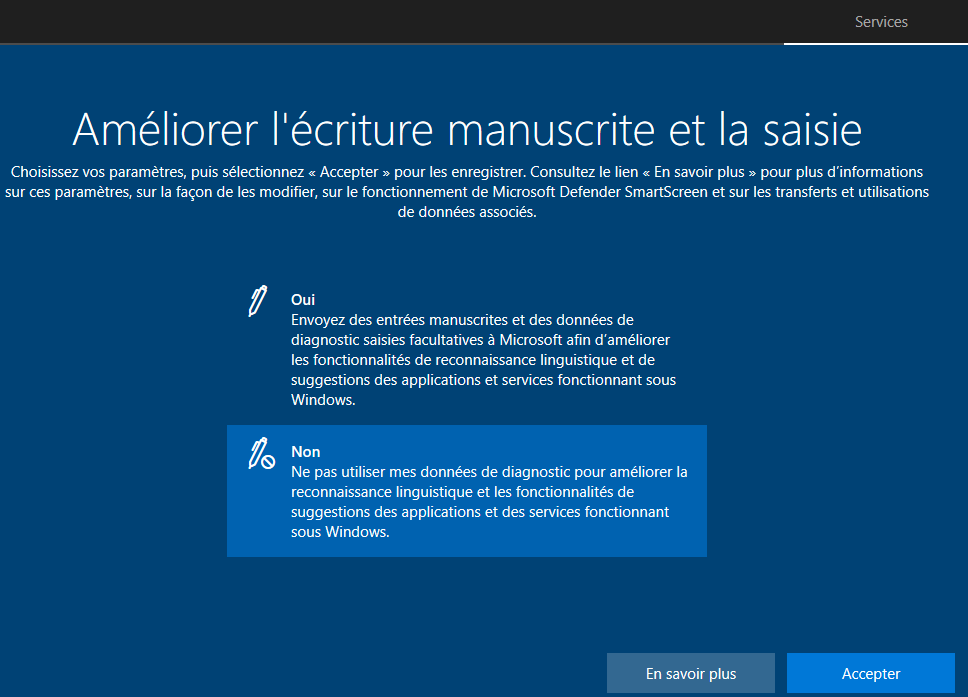 Services
Améliorer l'écriture manuscrite et la saisie
Choisissez vos paramètres, puis sélectionnez « Accepter » pour les enregistrer. Consultez le lien « En savoir plus » pour plus d’informations
sur ces paramètres, sur la façon de les modifier, sur le fonctionnement de Microsoft Defender SmartScreen et sur les transferts et utilisations
de données associés.
Oui
Envoyez des entrées manuscrites et des données de
diagnostic saisies facultatives à Microsoft afin d’améliorer
les fonctionnalités de reconnaissance linguistique et de
suggestions des applications et services fonctionnant sous
Windows.
Non
Ne pas utiliser mes données de diagnostic pour améliorer la
reconnaissance linguistique et les fonctionnalités de
suggestions des applications et des services fonctionnant
sous Windows.
En savoir plus
Accepter